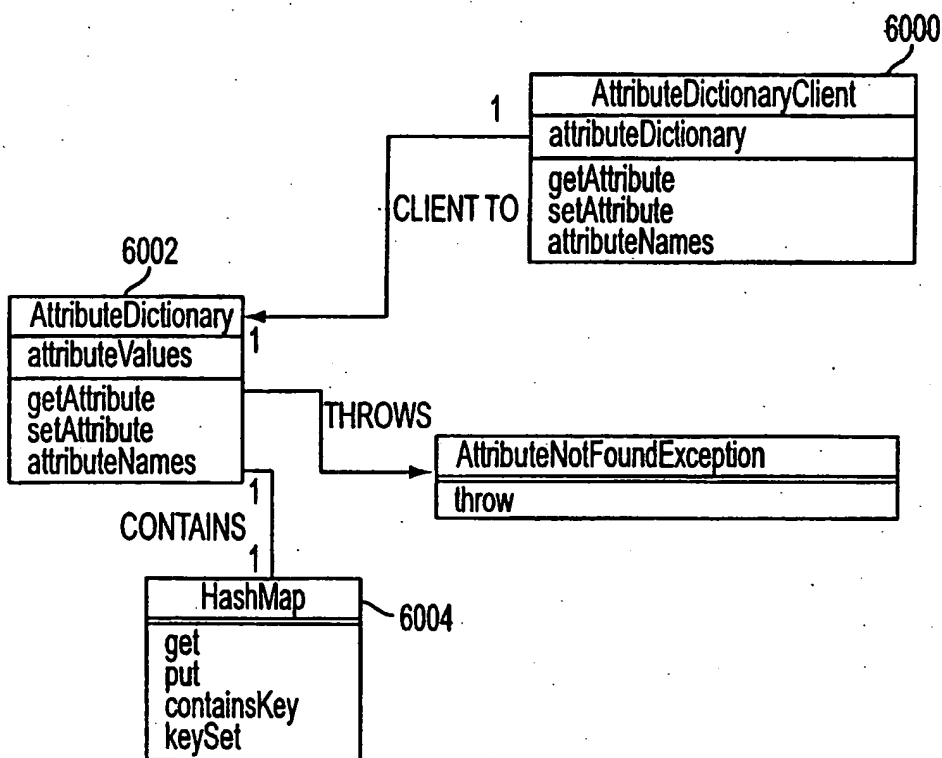 6000
AttributeDictionaryClient
attributeDictionary
getAttribute
setAttribute
attributeNames
1
CLIENT TO
6002
AttributeDictionary
1
attributeValues
getAttribute
setAttribute
attributeNames
THROWS
AttributeNotFoundException
throw
1
CONTAINS
1
HashMap
6004
get
put
containsKey
keySet